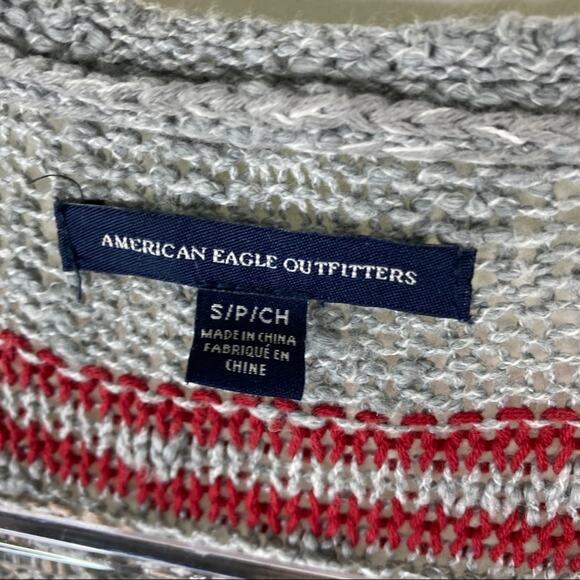 AMERICAN EAGLE OUTFITTERS
S/P/CH
MADE IN CHINA
FABRIQUÉ EN
CHINE